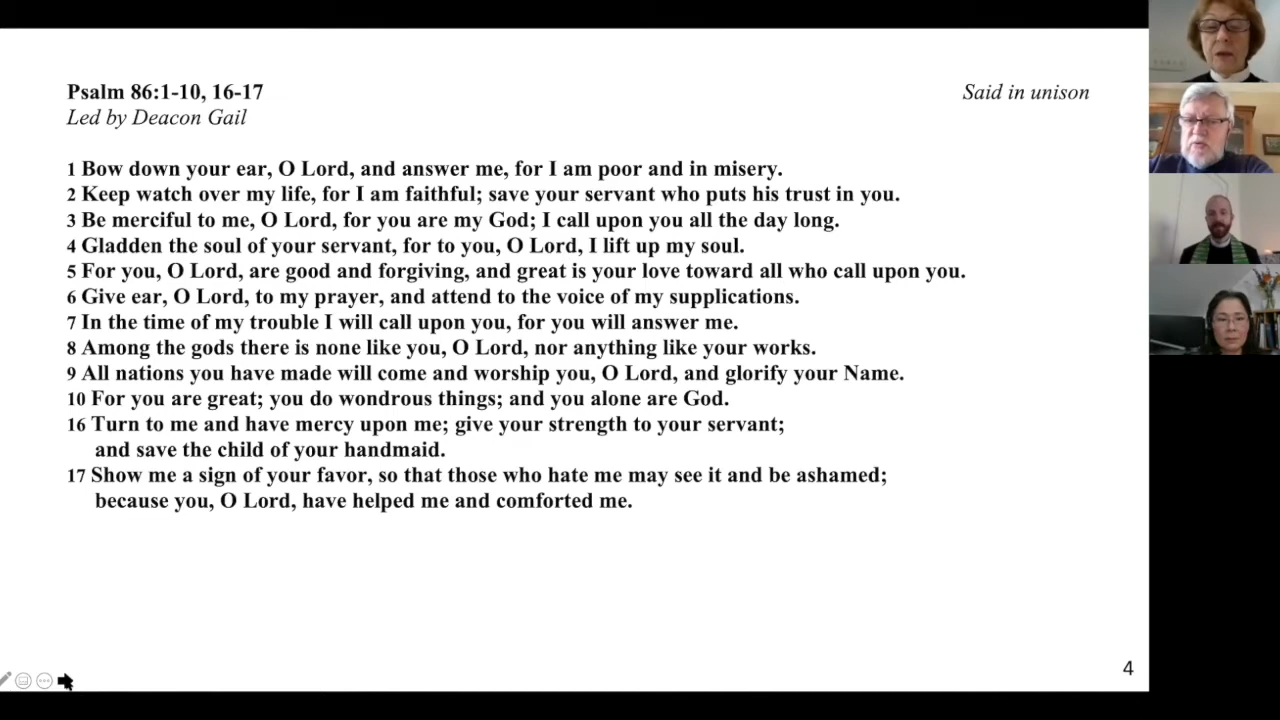 Psalm 86:1-10, 16-17 Said in unison
Led by Deacon Gail
1 Bow down your ear, O Lord, and answer me, for I am poor and in misery.
2 Keep watch over my life, for I am faithful; save your servant who puts his trust in you.
3 Be merciful to me, O Lord, for you are my God; I call upon you all the day long.
4 Gladden the soul of your servant, for to you, O Lord, I lift up my soul.
5 For you, O Lord, are good and forgiving, and great is your love toward all who call upon you.
6 Give ear, O Lord, to my prayer, and attend to the voice of my supplications.
7 In the time of my trouble I will call upon you, for you will answer me.
8 Among the gods there is none like you, O Lord, nor anything like your works.
9 All nations you have made will come and worship you, O Lord, and glorify your Name.
10 For you are great; you do wondrous things; and you alone are God.
16 Turn to me and have mercy upon me; give your strength to your servant;
and save the child of your handmaid.
17 Show me a sign of your favor, so that those who hate me may see it and be ashamed;
because you, O Lord, have helped me and comforted me.
4